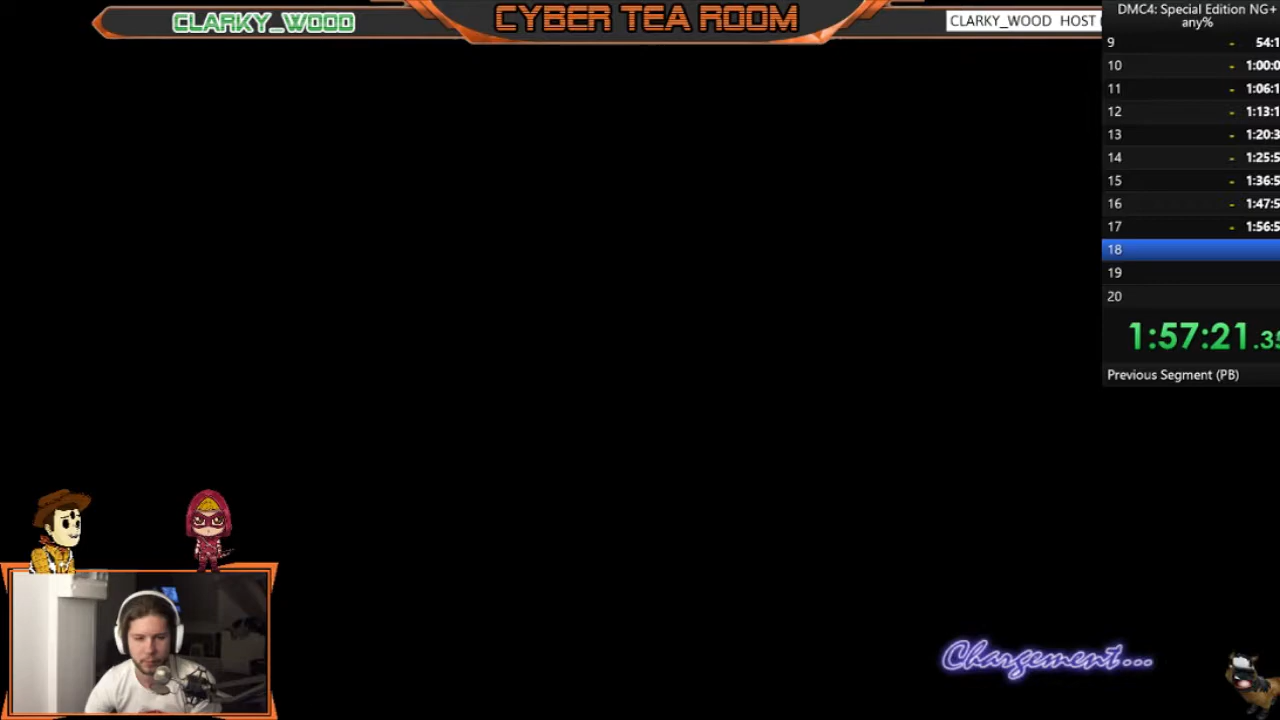 CLARKY_WOOD
CYBER TEA ROOM
CLARKY_WOOD HOST
DMC4: Special Edition NG+
any%
9 - 54:1
10 - 1:00:0
11 - 1:06:1
12 - 1:13:1
13 - 1:20:3
14 - 1:25:5
15 - 1:36:5
16 - 1:47:5
17 - 1:56:5
18
19
20
1:57:21.35
Previous Segment (PB)
Chargement...